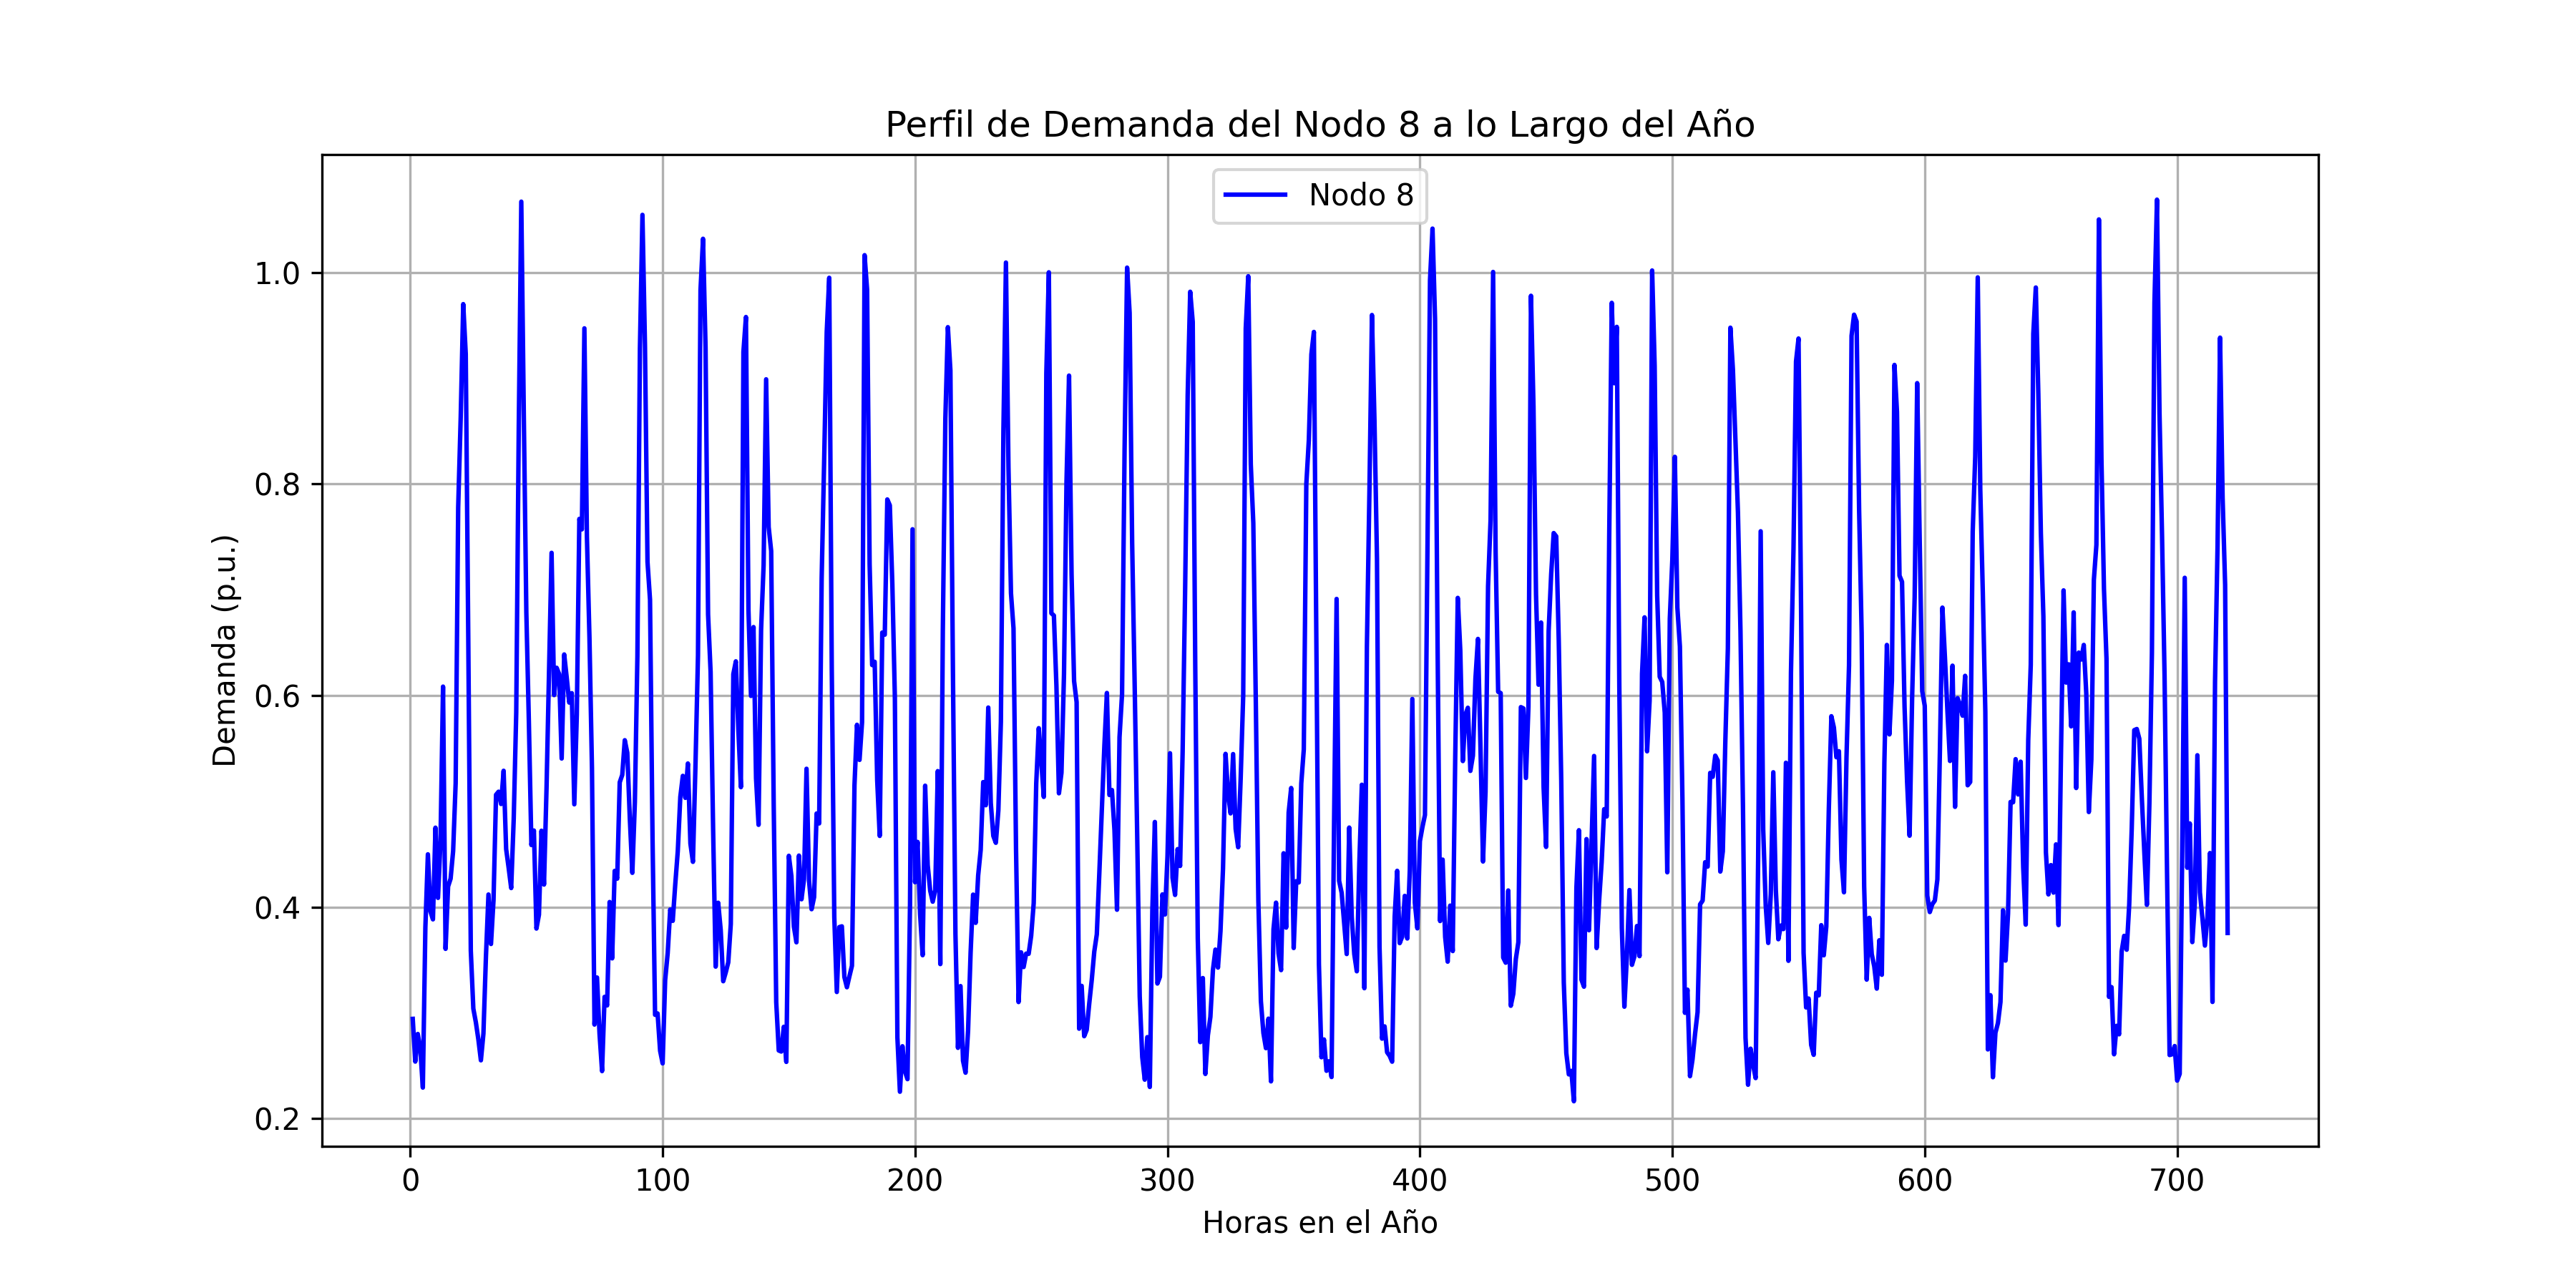 Perfil de Demanda del Nodo 8 a lo Largo del Año
Nodo 8
Demanda (p.u.)
1.0
0.8
0.6
0.4
0.2
0 100 200 300 400 500 600 700
Horas en el Año